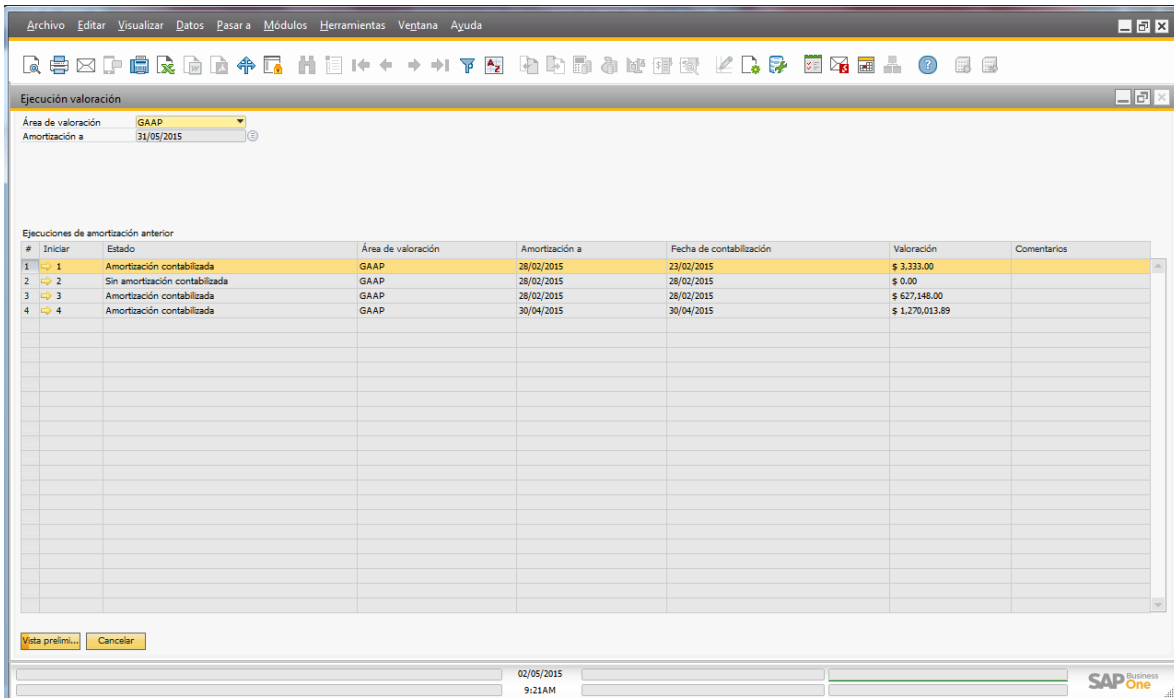 Archivo Editar Visualizar Datos Pasar a Módulos Herramientas Ventana Ayuda
Ejecución valoración
Área de valoración GAAP
Amortización a 31/05/2015
Ejecuciones de amortización anterior
# Iniciar Estado Área de valoración Amortización a Fecha de contabilización Valoración Comentarios
1 1 Amortización contabilizada GAAP 28/02/2015 23/02/2015 $ 3,333.00
2 2 Sin amortización contabilizada GAAP 28/02/2015 28/02/2015 $ 0.00
3 3 Amortización contabilizada GAAP 28/02/2015 28/02/2015 $ 627,148.00
4 4 Amortización contabilizada GAAP 30/04/2015 30/04/2015 $ 1,270,013.89
Vista prelimi... Cancelar
02/05/2015
9:21AM
SAP Business One